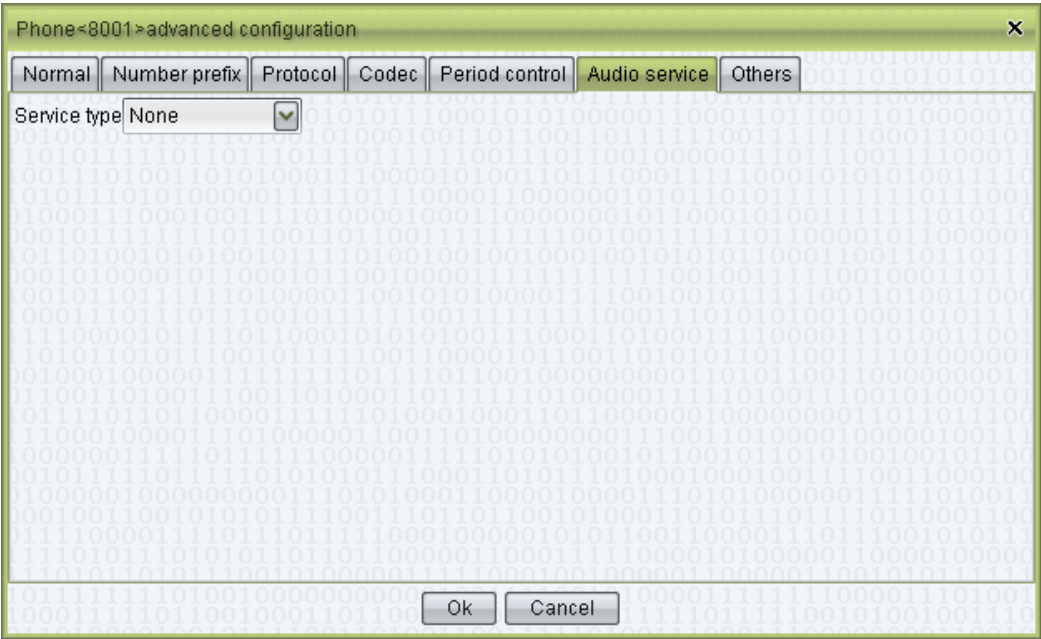 Phone<8001>advanced configuration
Normal Number prefix Protocol Codec Period control Audio service Others
Service type None
Ok Cancel